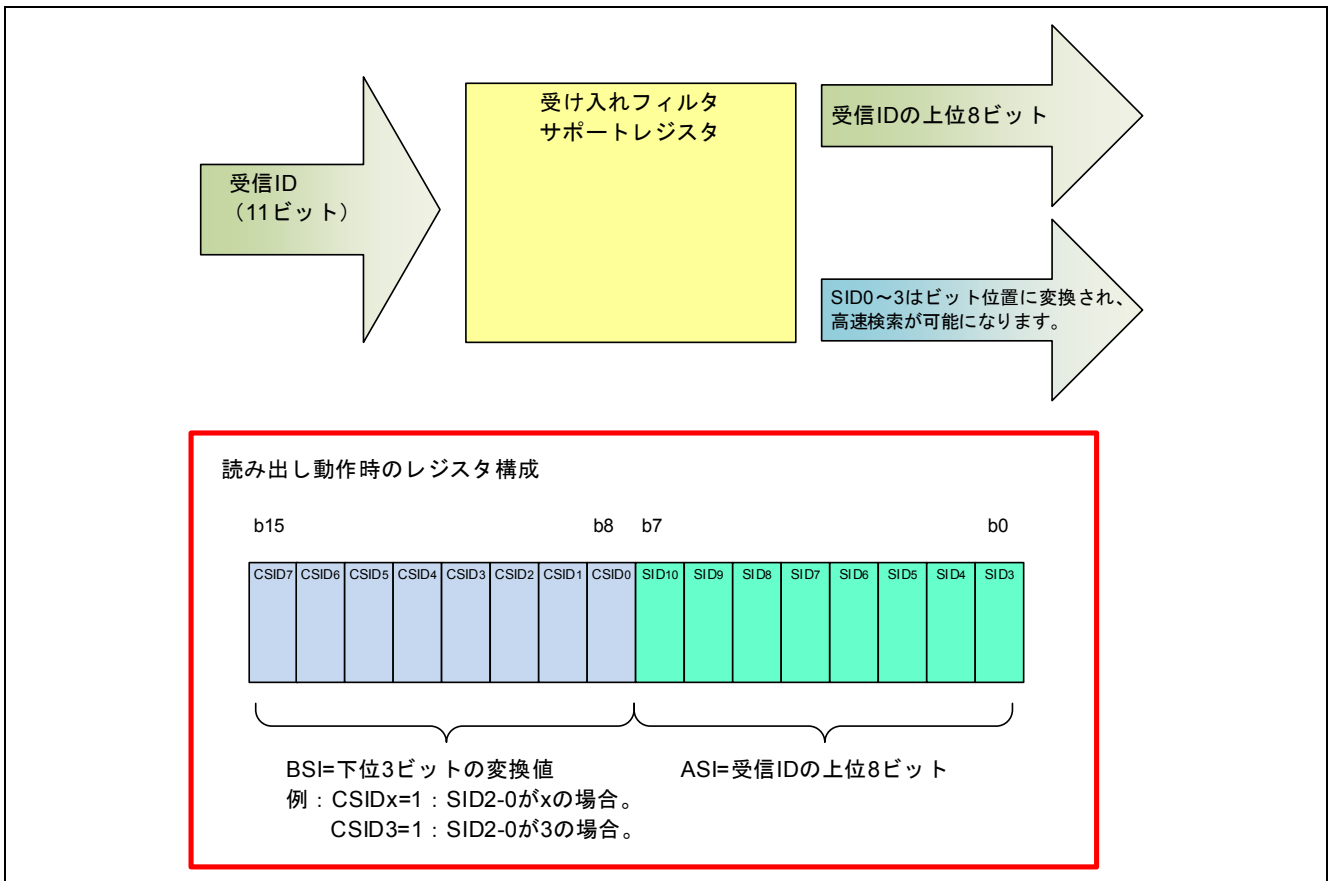 受け入れフィルタ
サポートレジスタ
受信IDの上位8ビット
受信ID
（11ビット）
SID0～3はビット位置に変換され、
高速検索が可能になります。
読み出し動作時のレジスタ構成
b15 b8 b7 b0
CSID7 CSID6 CSID5 CSID4 CSID3 CSID2 CSID1 CSID0 SID10 SID9 SID8 SID7 SID6 SID5 SID4 SID3
BSI=下位3ビットの変換値 ASI=受信IDの上位8ビット
例：CSIDx=1：SID2-0がxの場合。
CSID3=1：SID2-0が3の場合。